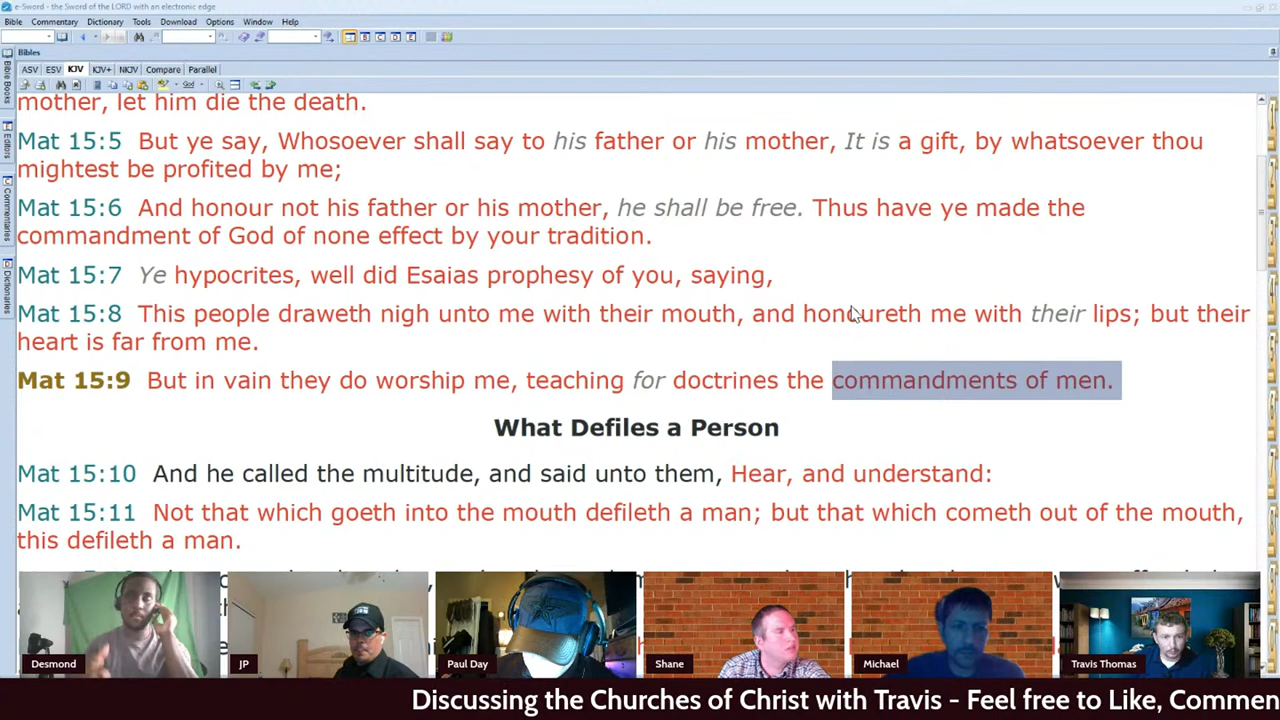 e-Sword - the Sword of the LORD with an electronic edge
Bible Commentary Dictionary Tools Download Options Window Help
Bibles
ASV ESV KJV KJV+ NKJV Compare Parallel
Bible Books
Editors
Commentaries
Dictionaries
mother, let him die the death.
Mat 15:5 But ye say, Whosoever shall say to his father or his mother, It is a gift, by whatsoever thou
mightest be profited by me;
Mat 15:6 And honour not his father or his mother, he shall be free. Thus have ye made the
commandment of God of none effect by your tradition.
Mat 15:7 Ye hypocrites, well did Esaias prophesy of you, saying,
Mat 15:8 This people draweth nigh unto me with their mouth, and honoureth me with their lips; but their
heart is far from me.
Mat 15:9 But in vain they do worship me, teaching for doctrines the commandments of men.
What Defiles a Person
Mat 15:10 And he called the multitude, and said unto them, Hear, and understand:
Mat 15:11 Not that which goeth into the mouth defileth a man; but that which cometh out of the mouth,
this defileth a man.
Desmond JP Paul Day Shane Michael Travis Thomas
Discussing the Churches of Christ with Travis - Feel free to Like, Commen